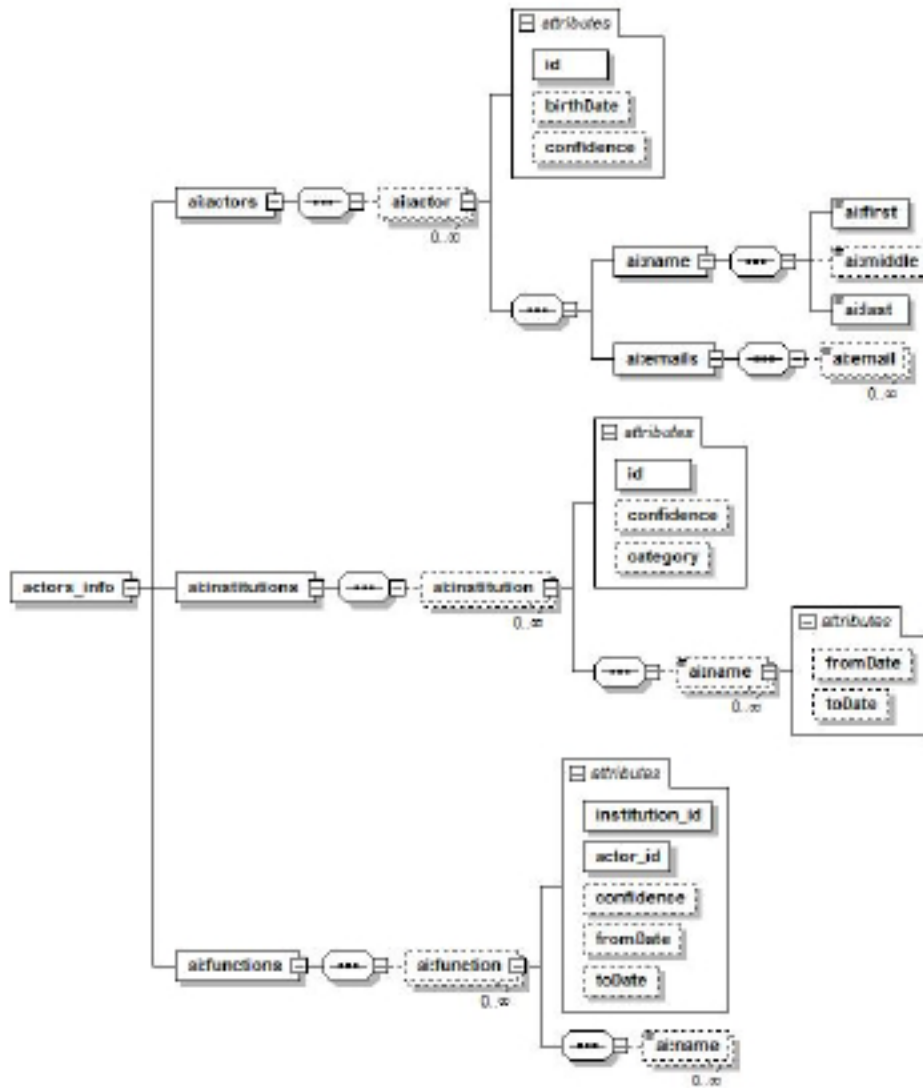 attributes
id
birthDate
confidence
ai:actors
ai:actor
0..∞
ai:first
ai:name
ai:middle
ai:last
ai:emails
ai:email
0..∞
attributes
id
confidence
category
actors_info
ai:institutions
ai:institution
0..∞
attributes
fromDate
ai:name
toDate
0..∞
attributes
institution_id
actor_id
confidence
fromDate
ai:functions
ai:function
toDate
0..∞
ai:name
0..∞